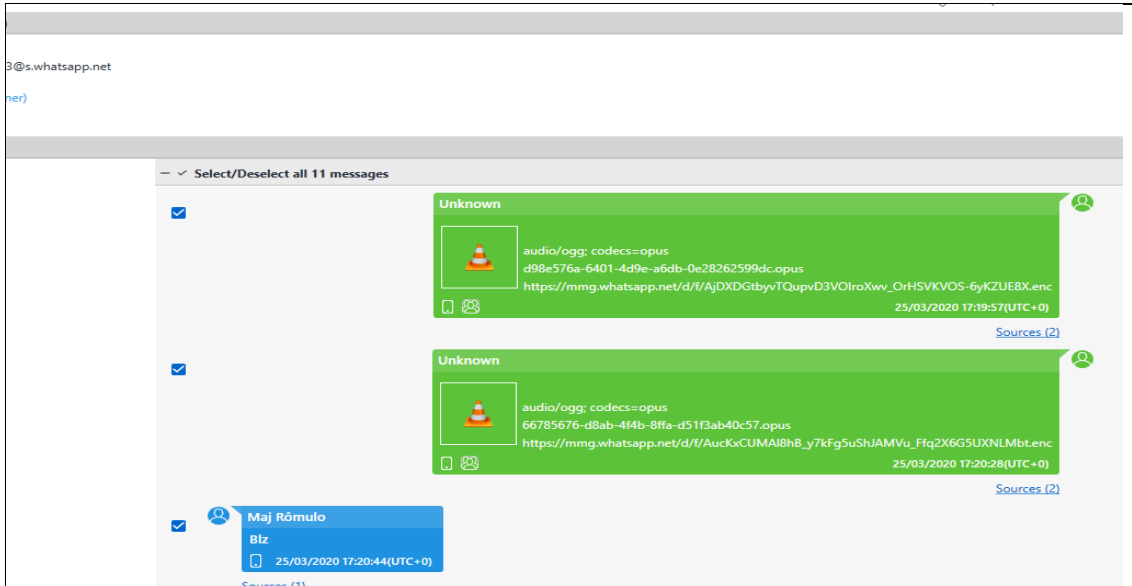 3@s.whatsapp.net
ner)
Select/Deselect all 11 messages
Unknown
audio/ogg; codecs=opus
d98e576a-6401-4d9e-a6db-0e28262599dc.opus
https://mmg.whatsapp.net/d/f/AjDXDGtbyvTQupvD3VOIroXwv_OrHSVKVOS-6yKZUE8X.enc
25/03/2020 17:19:57(UTC+0)
Sources (2)
Unknown
audio/ogg; codecs=opus
66785676-d8ab-4f4b-8ffa-d51f3ab40c57.opus
https://mmg.whatsapp.net/d/f/AucKxCUMAl8hB_y7kFg5uShJAMVu_Ffq2X6G5UXNLMbt.enc
25/03/2020 17:20:28(UTC+0)
Sources (2)
Maj Rômulo
Blz
25/03/2020 17:20:44(UTC+0)
Sources (1)